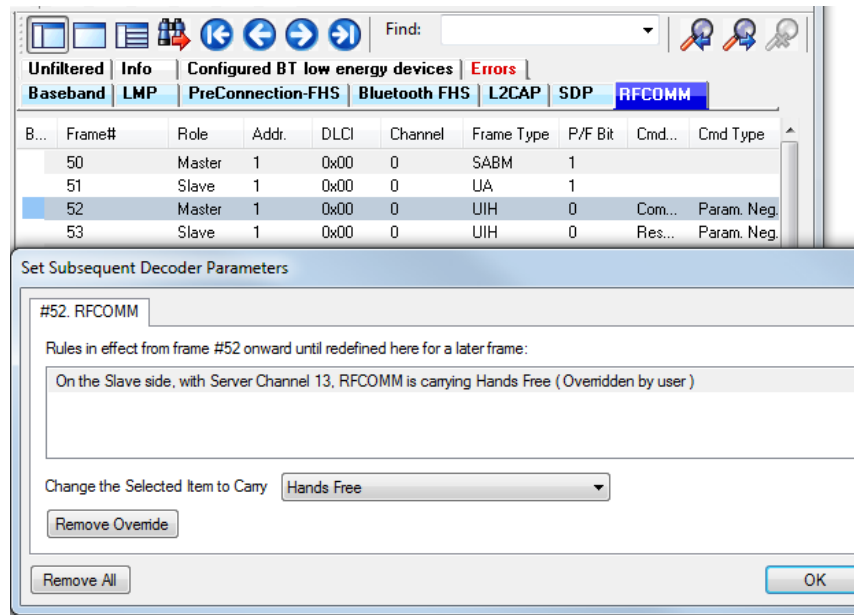 Find:
Unfiltered Info Configured BT low energy devices Errors
Baseband LMP PreConnection-FHS Bluetooth FHS L2CAP SDP RFCOMM
B... Frame# Role Addr. DLCI Channel Frame Type P/F Bit Cmd... Cmd Type
50 Master 1 0x00 0 SABM 1
51 Slave 1 0x00 0 UA 1
52 Master 1 0x00 0 UIH 0 Com... Param. Neg.
53 Slave 1 0x00 0 UIH 0 Res... Param. Neg.
Set Subsequent Decoder Parameters
#52. RFCOMM
Rules in effect from frame #52 onward until redefined here for a later frame:
On the Slave side, with Server Channel 13, RFCOMM is carrying Hands Free ( Overridden by user )
Change the Selected Item to Carry Hands Free
Remove Override
Remove All OK